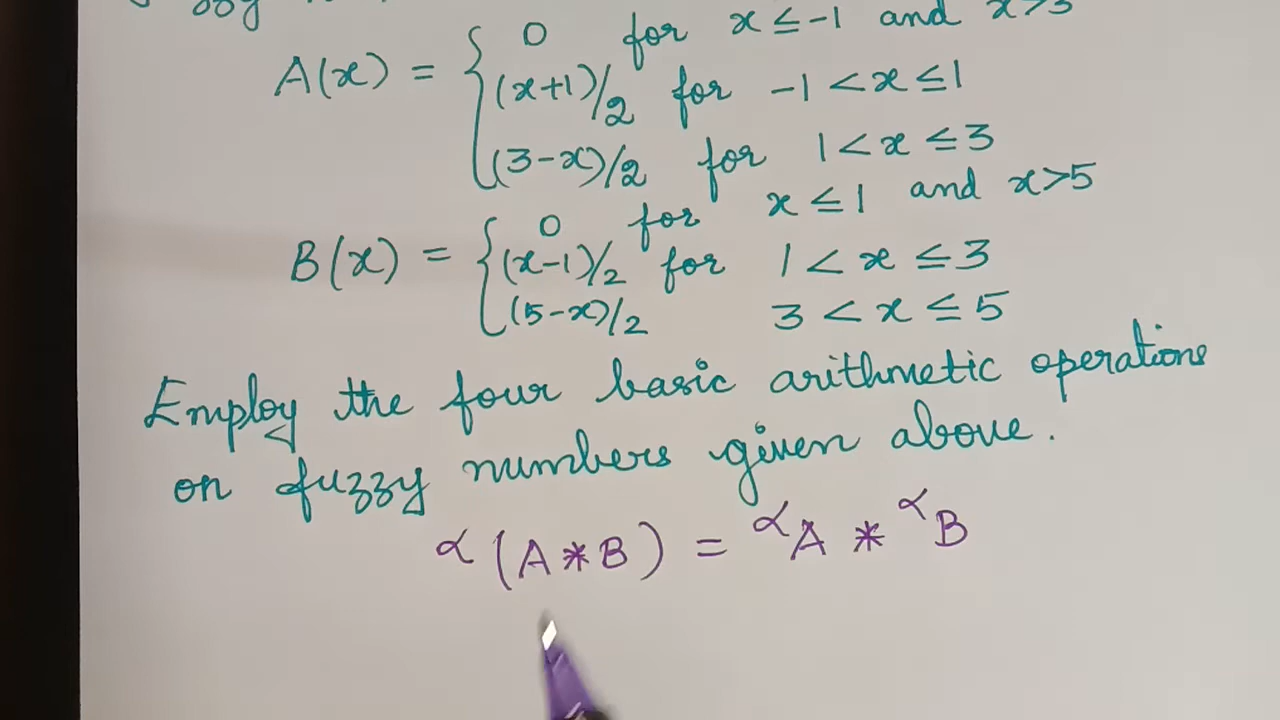 0 for x ≤ -1 and x>3
A(x) = { (x+1)/2 for -1 < x ≤ 1
(3-x)/2 for 1 < x ≤ 3
0 for x ≤ 1 and x>5
B(x) = { (x-1)/2 for 1 < x ≤ 3
(5-x)/2 3 < x ≤ 5
Employ the four basic arithmetic operations
on fuzzy numbers given above.
α(A*B) = αA * αB